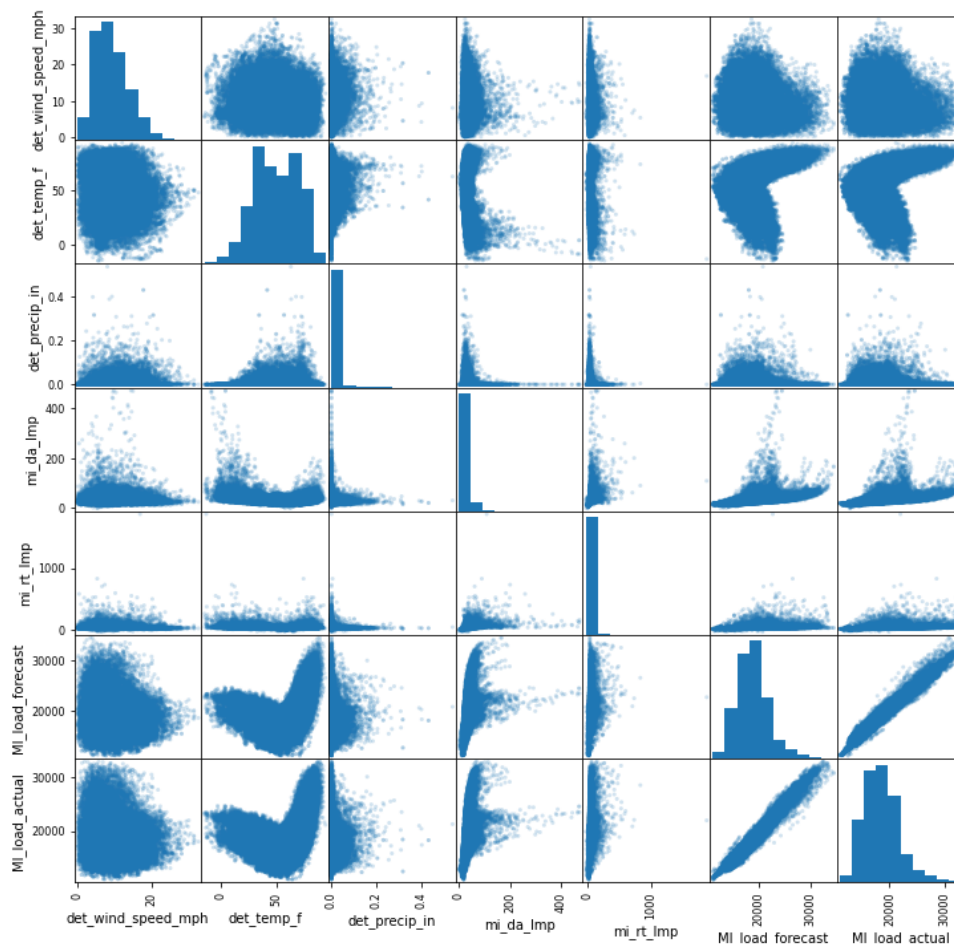 det_wind_speed_mph
30
20
10
0
det_temp_f
50
0
det_precip_in
0.4
0.2
0.0
mi_da_lmp
400
200
0
mi_rt_lmp
1000
0
MI_load_forecast
30000
20000
MI_load_actual
30000
20000
0 20 0 50 0.0 0.2 0.4 0 200 400 0 1000 20000 30000 20000 30000
det_wind_speed_mph det_temp_f det_precip_in mi_da_lmp mi_rt_lmp MI_load_forecast MI_load_actual